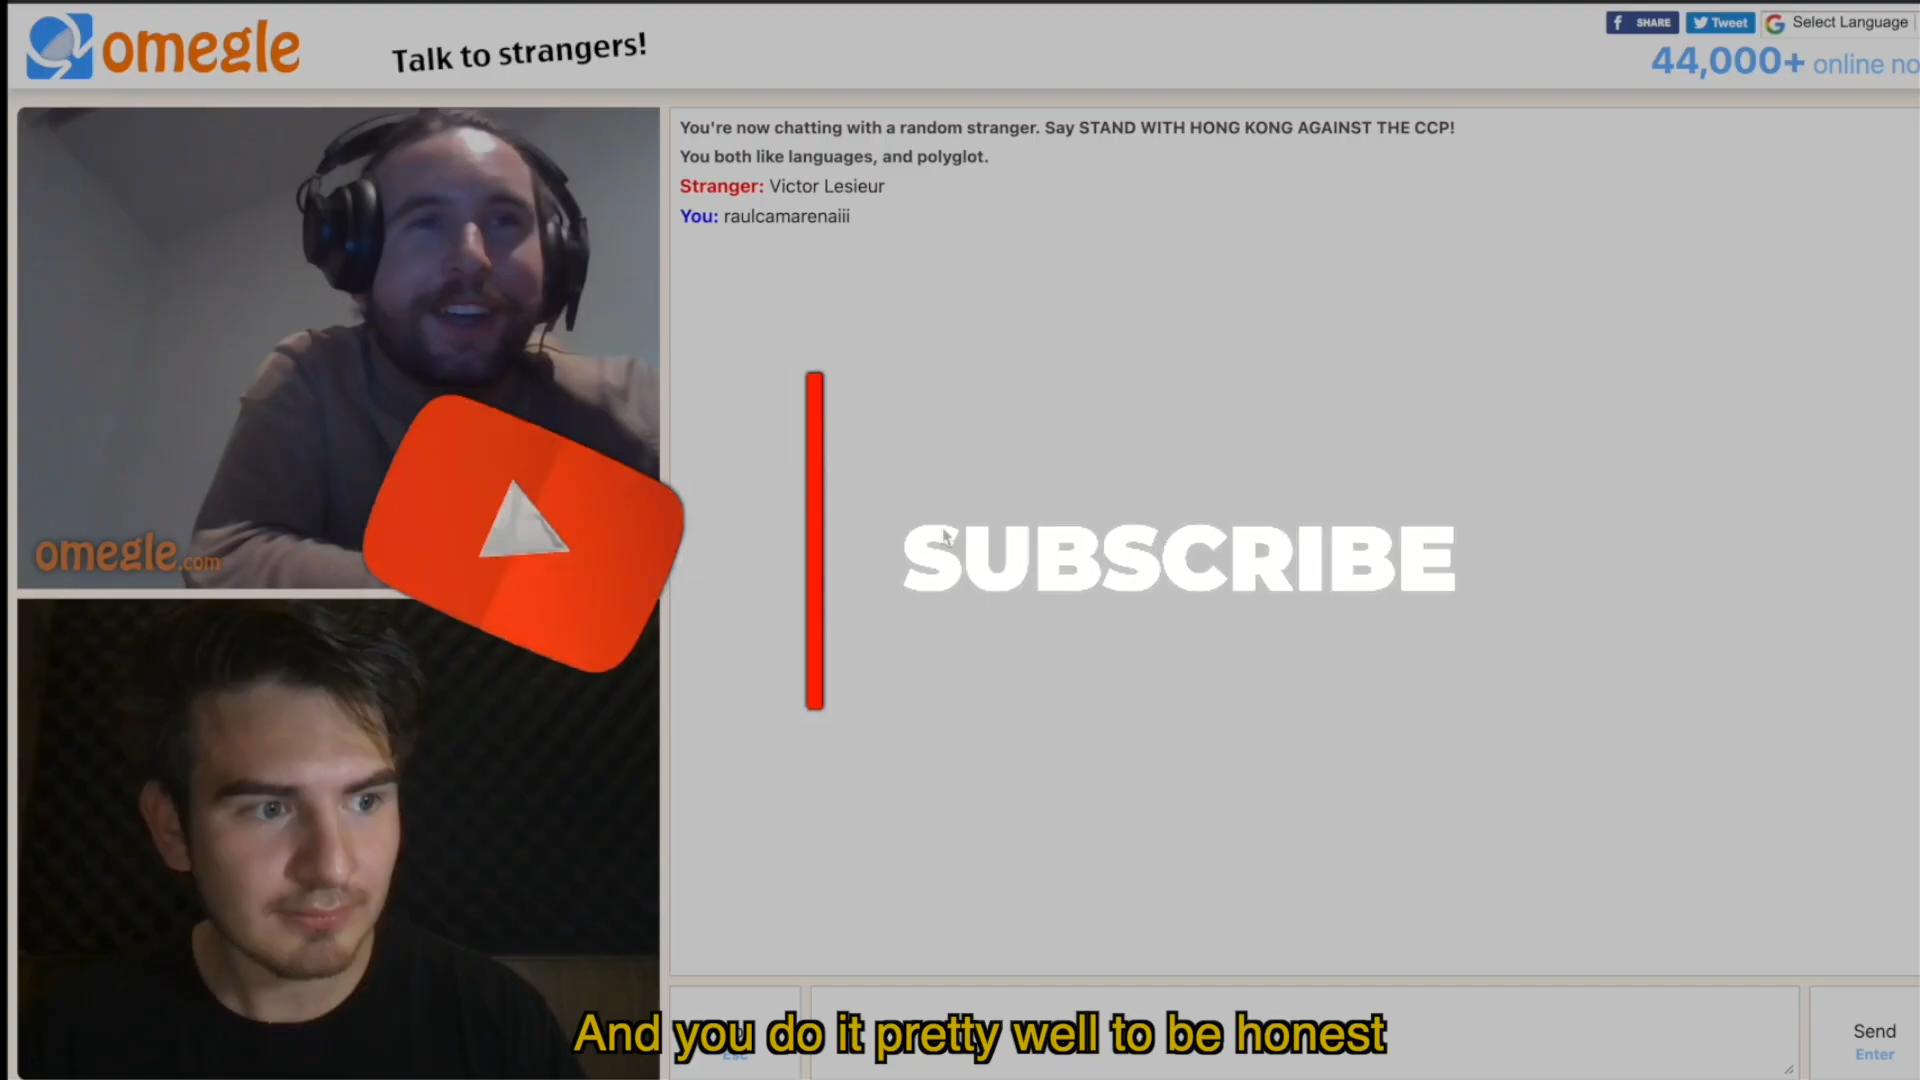 omegle
Talk to strangers!
SHARE
Tweet
Select Language
44,000+ online no
You're now chatting with a random stranger. Say STAND WITH HONG KONG AGAINST THE CCP!
You both like languages, and polyglot.
Stranger: Victor Lesieur
You: raulcamarenaiii
SUBSCRIBE
omegle.com
And you do it pretty well to be honest
Esc
Send
Enter